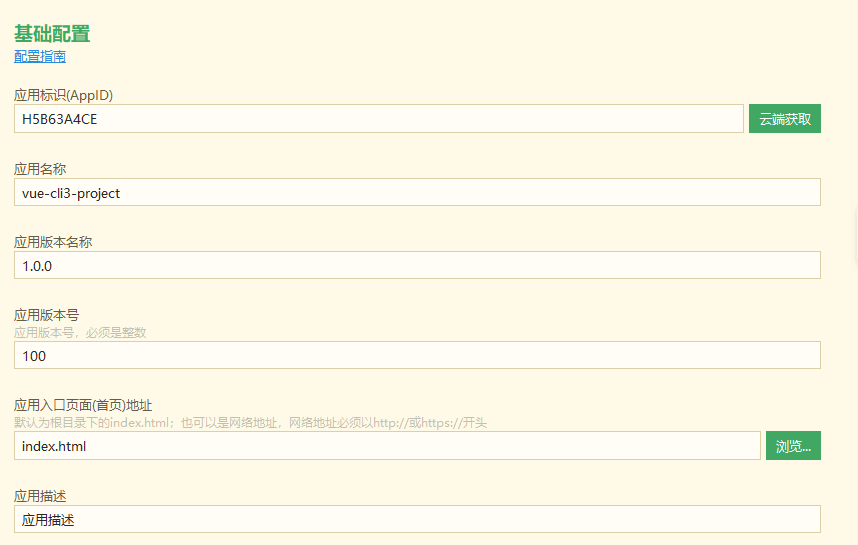 基础配置
配置指南
应用标识(AppID)
H5B63A4CE
云端获取
应用名称
vue-cli3-project
应用版本名称
1.0.0
应用版本号
应用版本号，必须是整数
100
应用入口页面(首页)地址
默认为根目录下的index.html；也可以是网络地址，网络地址必须以http://或https://开头
index.html
浏览...
应用描述
应用描述